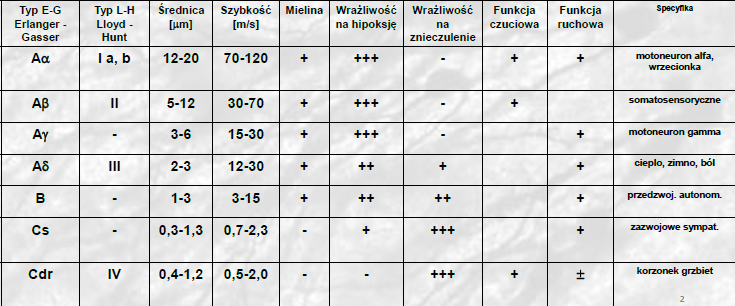 Typ E-G Erlanger - Gasser | Typ L-H Lloyd - Hunt | Średnica [µm] | Szybkość [m/s] | Mielina | Wrażliwość na hipoksję | Wrażliwość na znieczulenie | Funkcja czuciowa | Funkcja ruchowa | Specyfika
Aα | I a, b | 12-20 | 70-120 | + | +++ | - | + | + | motoneuron alfa, wrzecionka
Aβ | II | 5-12 | 30-70 | + | +++ | - | + | | somatosensoryczne
Aγ | - | 3-6 | 15-30 | + | +++ | - | | + | motoneuron gamma
Aδ | III | 2-3 | 12-30 | + | ++ | + | | + | ciepło, zimno, ból
B | - | 1-3 | 3-15 | + | ++ | ++ | | + | przedzwoj. autonom.
Cs | - | 0,3-1,3 | 0,7-2,3 | - | + | +++ | | + | zazwojowe sympat.
Cdr | IV | 0,4-1,2 | 0,5-2,0 | - | - | +++ | + | ± | korzonek grzbiet
2